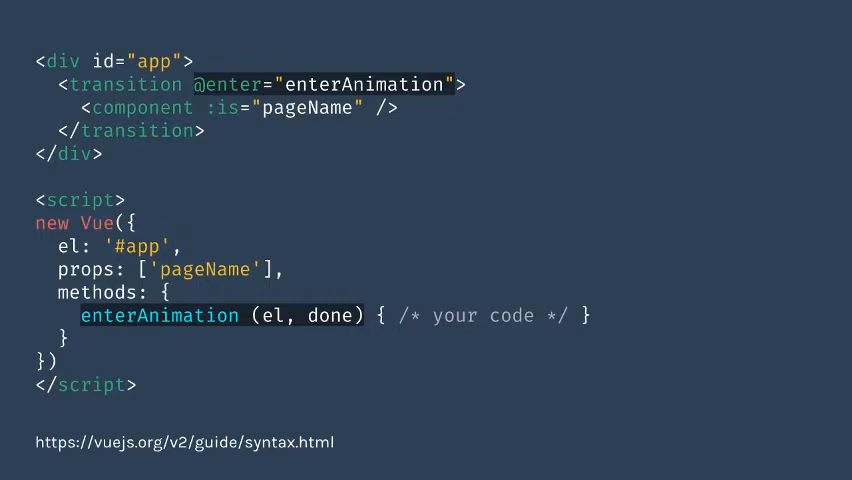 <div id="app">
  <transition @enter="enterAnimation">
    <component :is="pageName" />
  </transition>
</div>
<script>
new Vue({
  el: '#app',
  props: ['pageName'],
  methods: {
    enterAnimation (el, done) { /* your code */ }
  }
})
</script>
https://vuejs.org/v2/guide/syntax.html